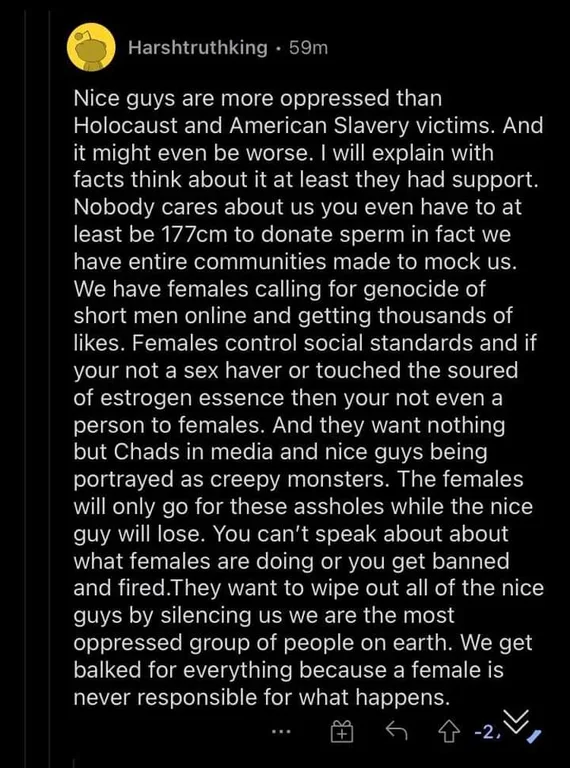 Harshtruthking · 59m
Nice guys are more oppressed than
Holocaust and American Slavery victims. And
it might even be worse. I will explain with
facts think about it at least they had support.
Nobody cares about us you even have to at
least be 177cm to donate sperm in fact we
have entire communities made to mock us.
We have females calling for genocide of
short men online and getting thousands of
likes. Females control social standards and if
your not a sex haver or touched the soured
of estrogen essence then your not even a
person to females. And they want nothing
but Chads in media and nice guys being
portrayed as creepy monsters. The females
will only go for these assholes while the nice
guy will lose. You can’t speak about about
what females are doing or you get banned
and fired.They want to wipe out all of the nice
guys by silencing us we are the most
oppressed group of people on earth. We get
balked for everything because a female is
never responsible for what happens.